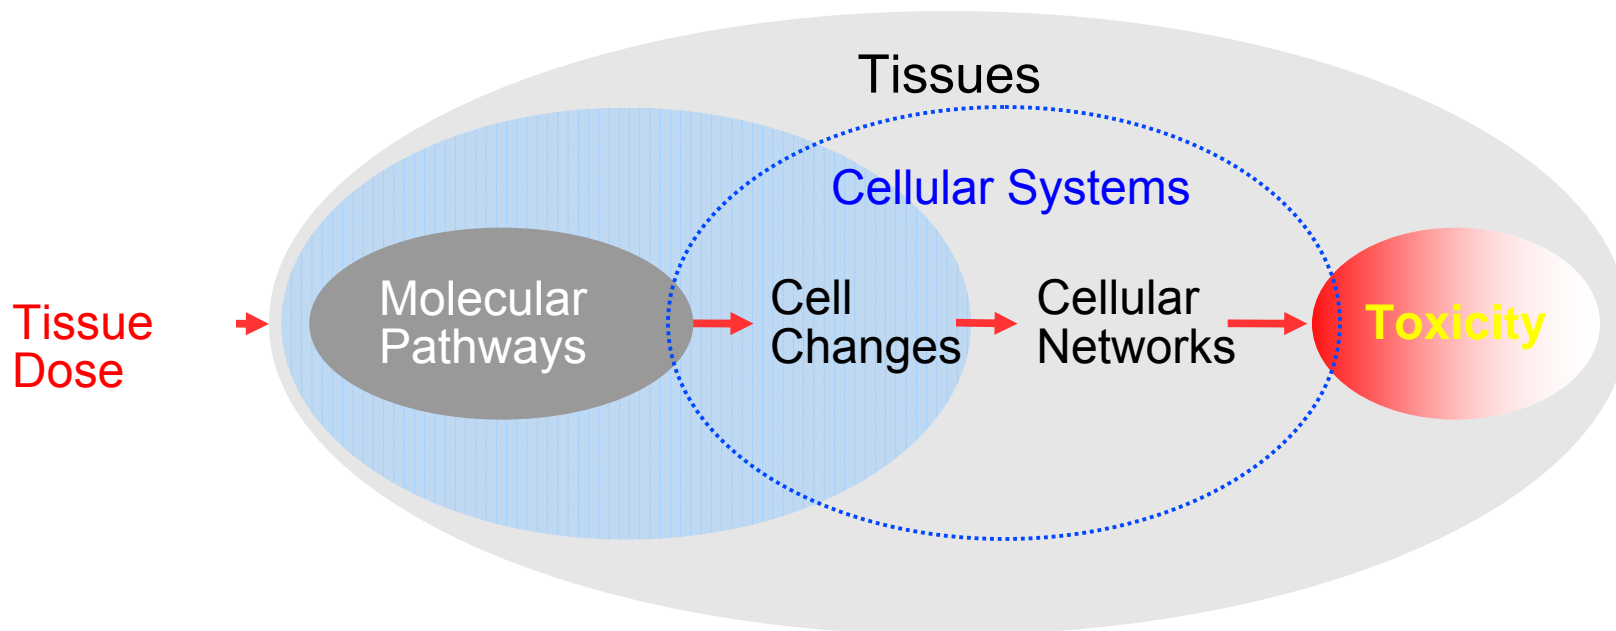 Tissues
Cellular Systems
Tissue
Dose
Molecular
Pathways
Cell
Changes
Cellular
Networks
Toxicity